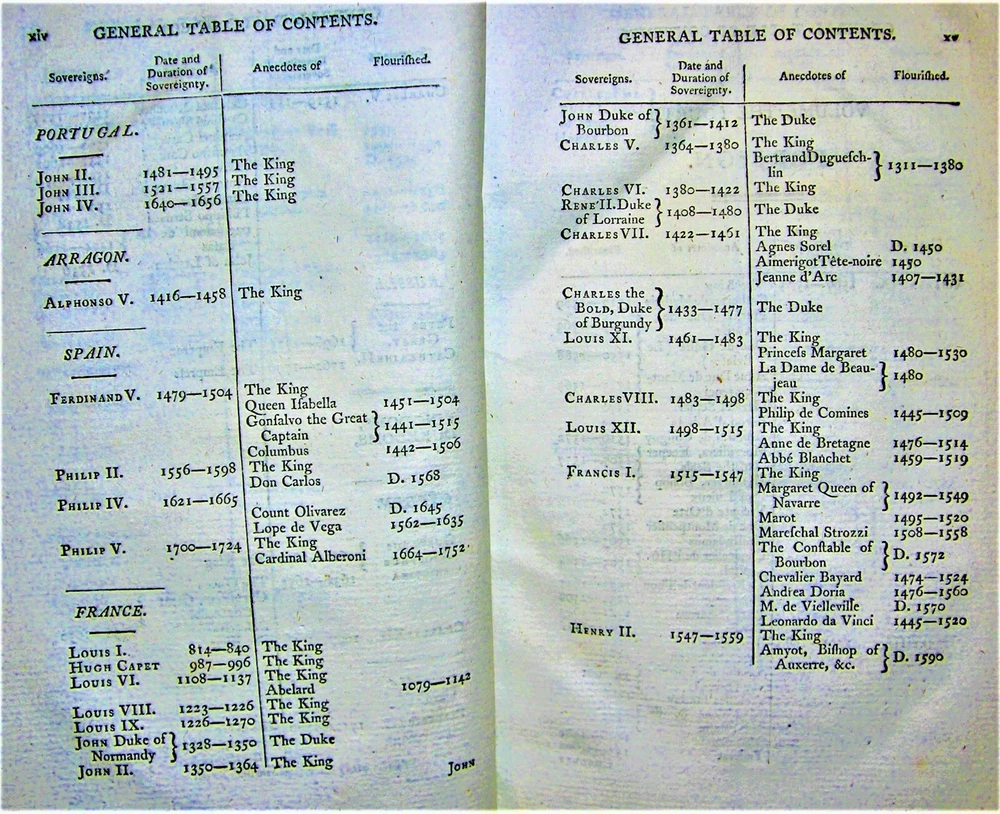 xiv GENERAL TABLE OF CONTENTS.
Sovereigns. Date and Duration of Sovereignty. Anecdotes of Flouriſhed.
PORTUGAL.
JOHN II. 1481—1495 The King
JOHN III. 1521—1557 The King
JOHN IV. 1640—1656 The King
ARRAGON.
ALPHONSO V. 1416—1458 The King
SPAIN.
FERDINAND V. 1479—1504 The King
Queen Iſabella 1451—1504
Gonſalvo the Great } 1441—1515
Captain
Columbus 1442—1506
PHILIP II. 1556—1598 The King
Don Carlos D. 1568
PHILIP IV. 1621—1665
Count Olivarez D. 1645
Lope de Vega 1562—1635
PHILIP V. 1700—1724 The King
Cardinal Alberoni 1664—1752
FRANCE.
LOUIS I. 814—840 The King
HUGH CAPET 987—996 The King
LOUIS VI. 1108—1137 The King
Abelard 1079—1142
LOUIS VIII. 1223—1226 The King
LOUIS IX. 1226—1270 The King
JOHN Duke of } 1328—1350 The Duke
Normandy
JOHN II. 1350—1364 The King
JOHN
GENERAL TABLE OF CONTENTS. xv
Sovereigns. Date and Duration of Sovereignty. Anecdotes of Flouriſhed.
JOHN Duke of } 1361—1412 The Duke
Bourbon
CHARLES V. 1364—1380 The King
Bertrand Dugueſch- } 1311—1380
lin
CHARLES VI. 1380—1422 The King
RENE' II. Duke } 1408—1480 The Duke
of Lorraine
CHARLES VII. 1422—1461 The King
Agnes Sorel D. 1450
Aimerigot Tête-noire 1450
Jeanne d'Arc 1407—1431
CHARLES the
BOLD, Duke } 1433—1477 The Duke
of Burgundy
LOUIS XI. 1461—1483 The King
Princeſs Margaret 1480—1530
La Dame de Beau- } 1480
jeau
CHARLES VIII. 1483—1498 The King
Philip de Comines 1445—1509
LOUIS XII. 1498—1515 The King
Anne de Bretagne 1476—1514
Abbé Blanchet 1459—1519
FRANCIS I. 1515—1547 The King
Margaret Queen of } 1492—1549
Navarre
Marot 1495—1520
Mareſchal Strozzi 1508—1558
The Conſtable of } D. 1572
Bourbon
Chevalier Bayard 1474—1524
Andrea Doria 1476—1560
M. de Vielleville D. 1570
Leonardo da Vinci 1445—1520
HENRY II. 1547—1559 The King
Amyot, Biſhop of } D. 1590
Auxerre, &c.